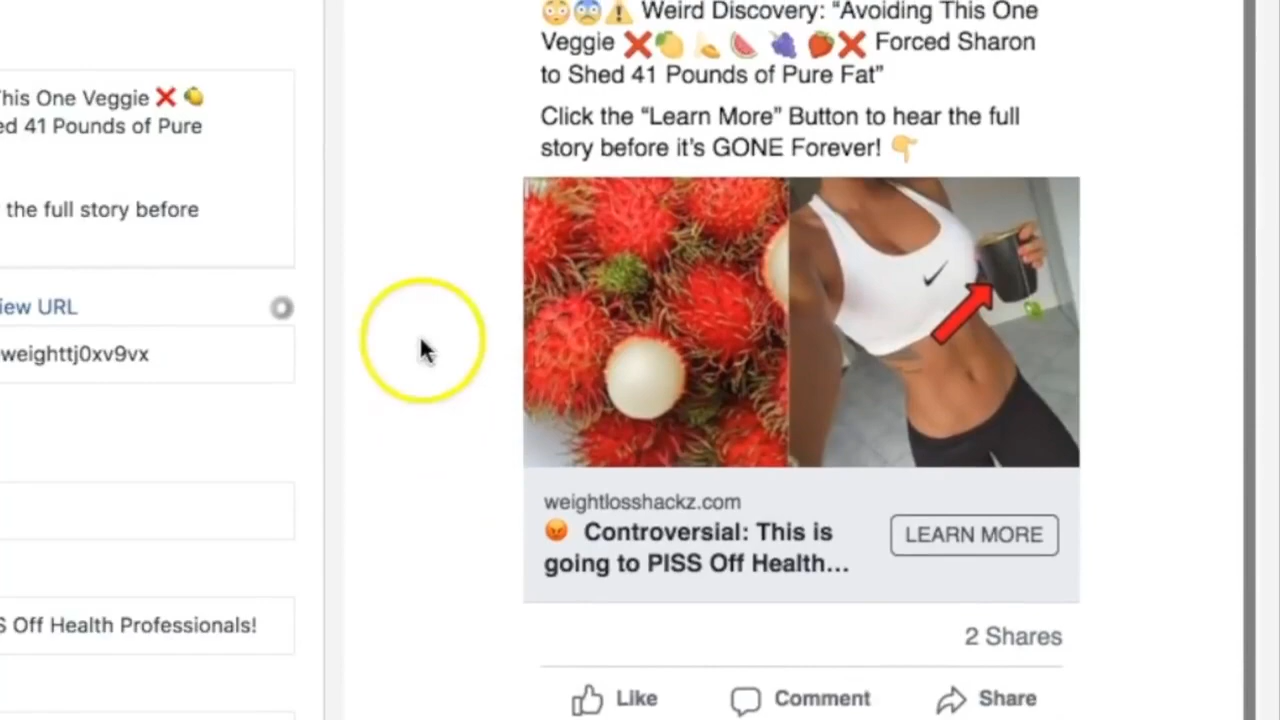 😳😨⚠️ Weird Discovery: “Avoiding This One
Veggie ❌🍋 🍌 🍉 🍇 🍓❌ Forced Sharon
to Shed 41 Pounds of Pure Fat”
Click the “Learn More” Button to hear the full
story before it’s GONE Forever! 👇
his One Veggie ❌ 🍋
ed 41 Pounds of Pure
the full story before
iew URL
weighttj0xv9vx
S Off Health Professionals!
weightlosshackz.com
😡 Controversial: This is
going to PISS Off Health...
LEARN MORE
2 Shares
Like
Comment
Share